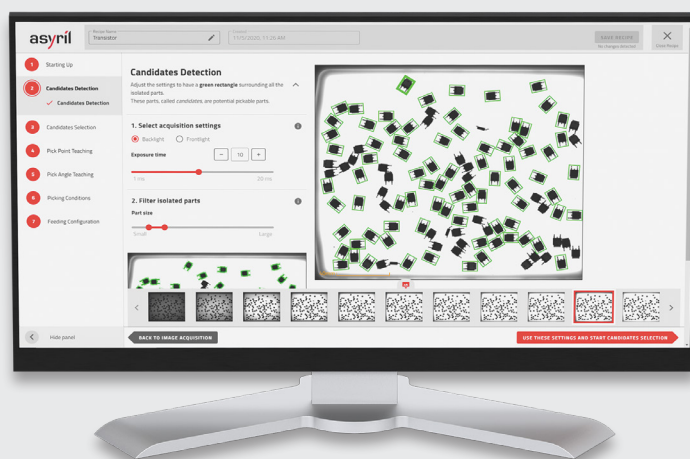 asyril
Recipe Name
Transistor
11/5/2020, 11:25 AM
SAVE RECIPE
No changes detected
Close Recipe
1 Starting Up
2 Candidates Detection
Candidates Detection
3 Candidates Selection
4 Pick Point Teaching
5 Pick Angle Teaching
6 Picking Conditions
7 Feeding Configuration
Hide panel
Candidates Detection
Adjust the settings to have a green rectangle surrounding all the
isolated parts.
These parts, called candidates, are potential pickable parts.
1. Select acquisition settings
Backlight Frontlight
Exposure time
10
1 ms 20 ms
2. Filter isolated parts
Part size
Small Large
BACK TO IMAGE ACQUISITION
USE THESE SETTINGS AND START CANDIDATES SELECTION